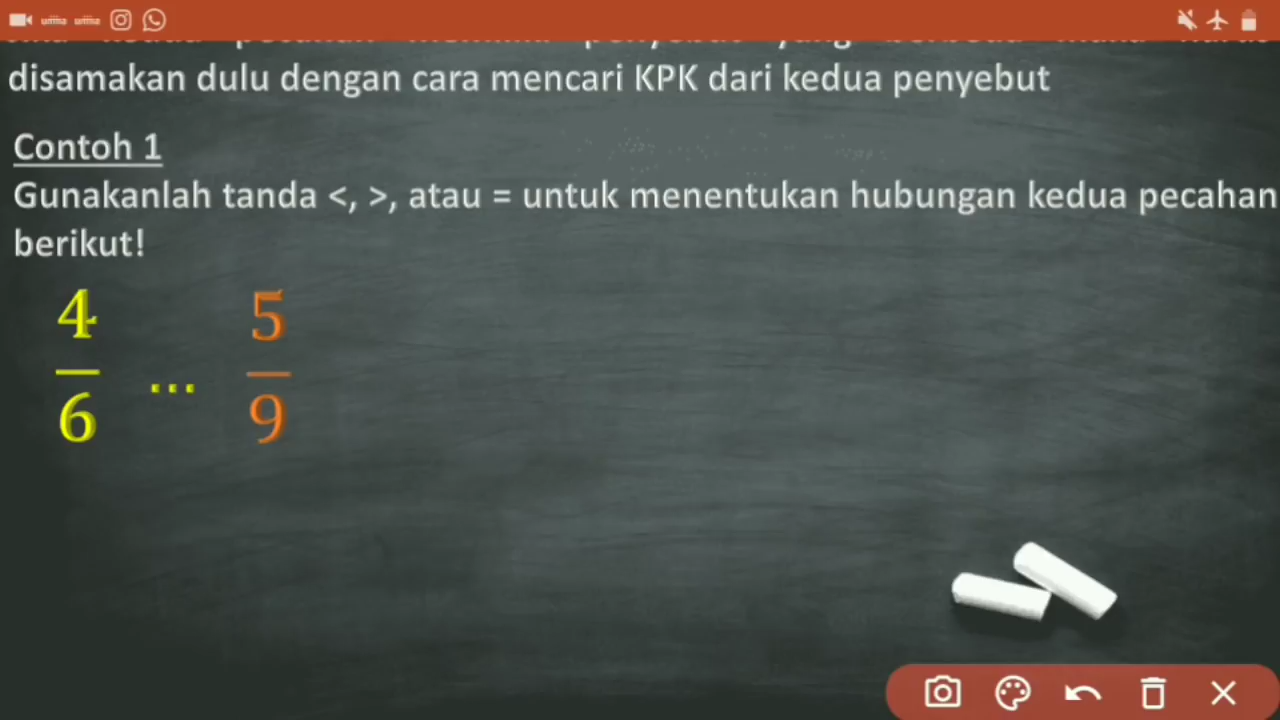 disamakan dulu dengan cara mencari KPK dari kedua penyebut
Contoh 1
Gunakanlah tanda <, >, atau = untuk menentukan hubungan kedua pecahan
berikut!
4 5
... 
6 9